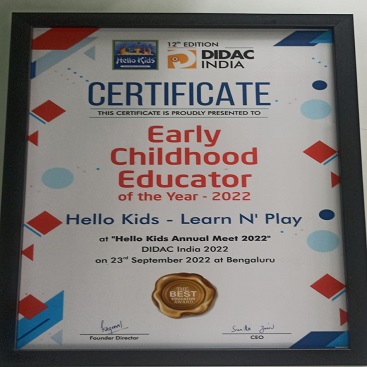 Hello Kids
12th EDITION
DIDAC
INDIA
CERTIFICATE
THIS CERTIFICATE IS PROUDLY PRESENTED TO
Early
Childhood
Educator
of the Year - 2022
Hello Kids - Learn N' Play
at "Hello Kids Annual Meet 2022"
DIDAC India 2022
on 23rd September 2022 at Bengaluru
THE
BEST
AWARD
Founder Director
CEO